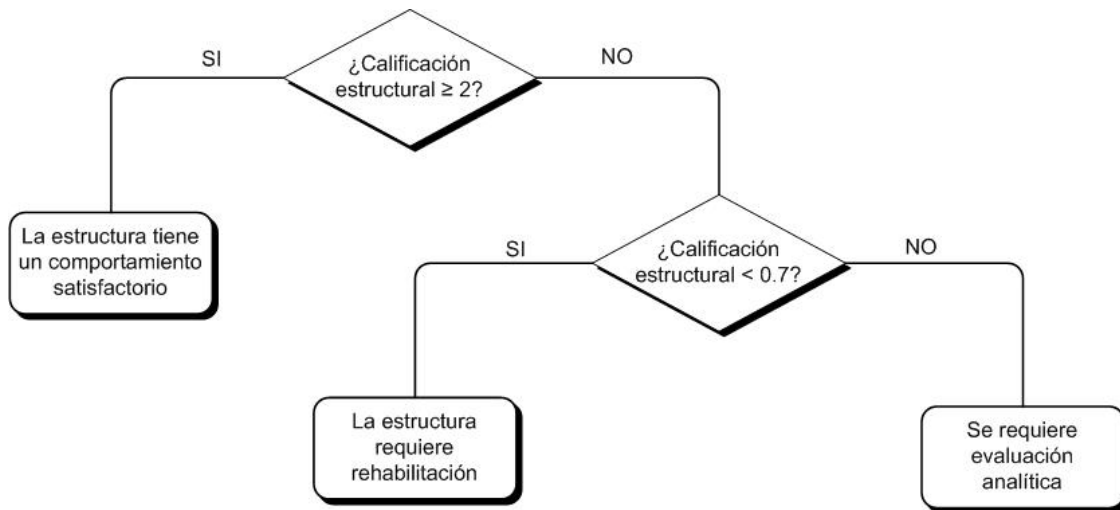 SI
¿Calificación
estructural ≥ 2?
NO
La estructura tiene
un comportamiento
satisfactorio
SI
¿Calificación
estructural < 0.7?
NO
La estructura
requiere
rehabilitación
Se requiere
evaluación
analítica